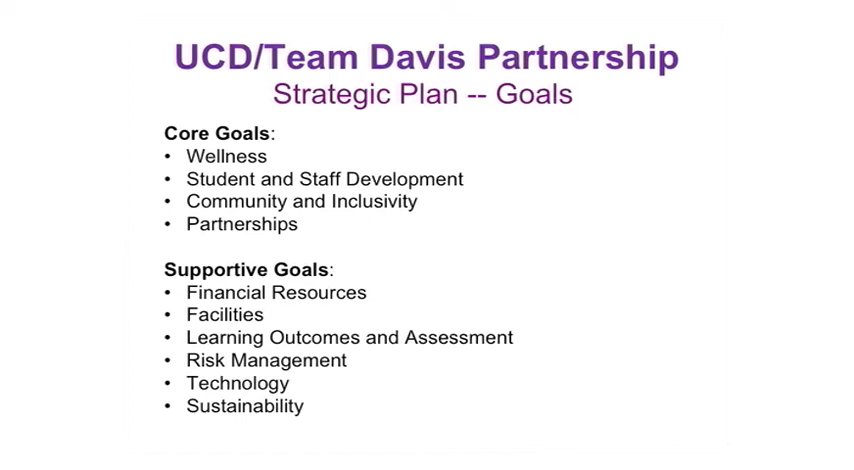 UCD/Team Davis Partnership
Strategic Plan -- Goals
Core Goals:
• Wellness
• Student and Staff Development
• Community and Inclusivity
• Partnerships
Supportive Goals:
• Financial Resources
• Facilities
• Learning Outcomes and Assessment
• Risk Management
• Technology
• Sustainability